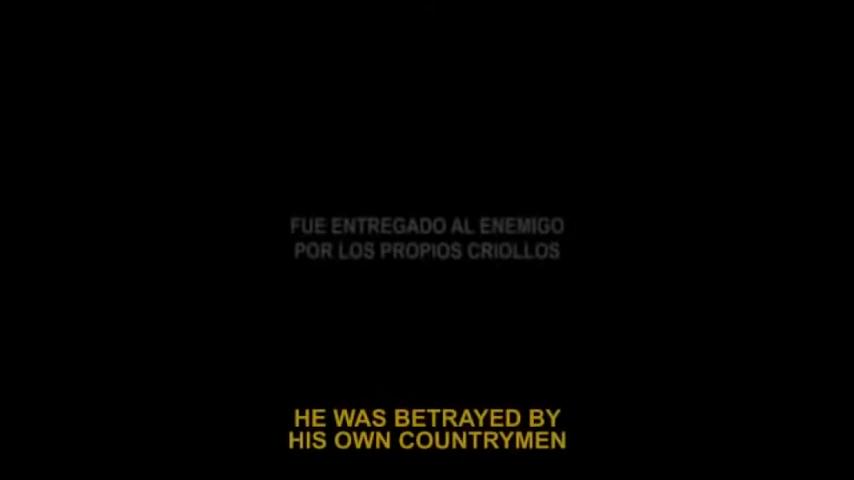 FUE ENTREGADO AL ENEMIGO
POR LOS PROPIOS CRIOLLOS
HE WAS BETRAYED BY
HIS OWN COUNTRYMEN